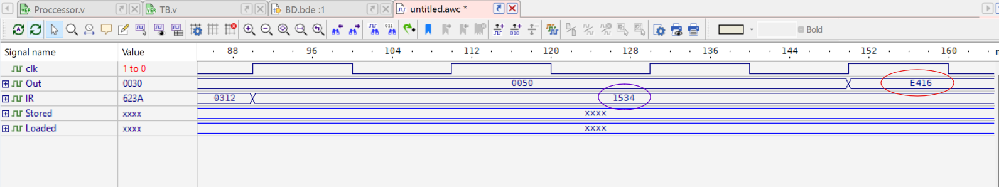 Proccessor.v TB.v BD.bde :1 untitled.awc *
Bold
Signal name Value 88 96 104 112 120 128 136 144 152 160
clk 1 to 0
Out 0030 0050 E416
IR 623A 0312 1534
Stored xxxx xxxx
Loaded xxxx xxxx